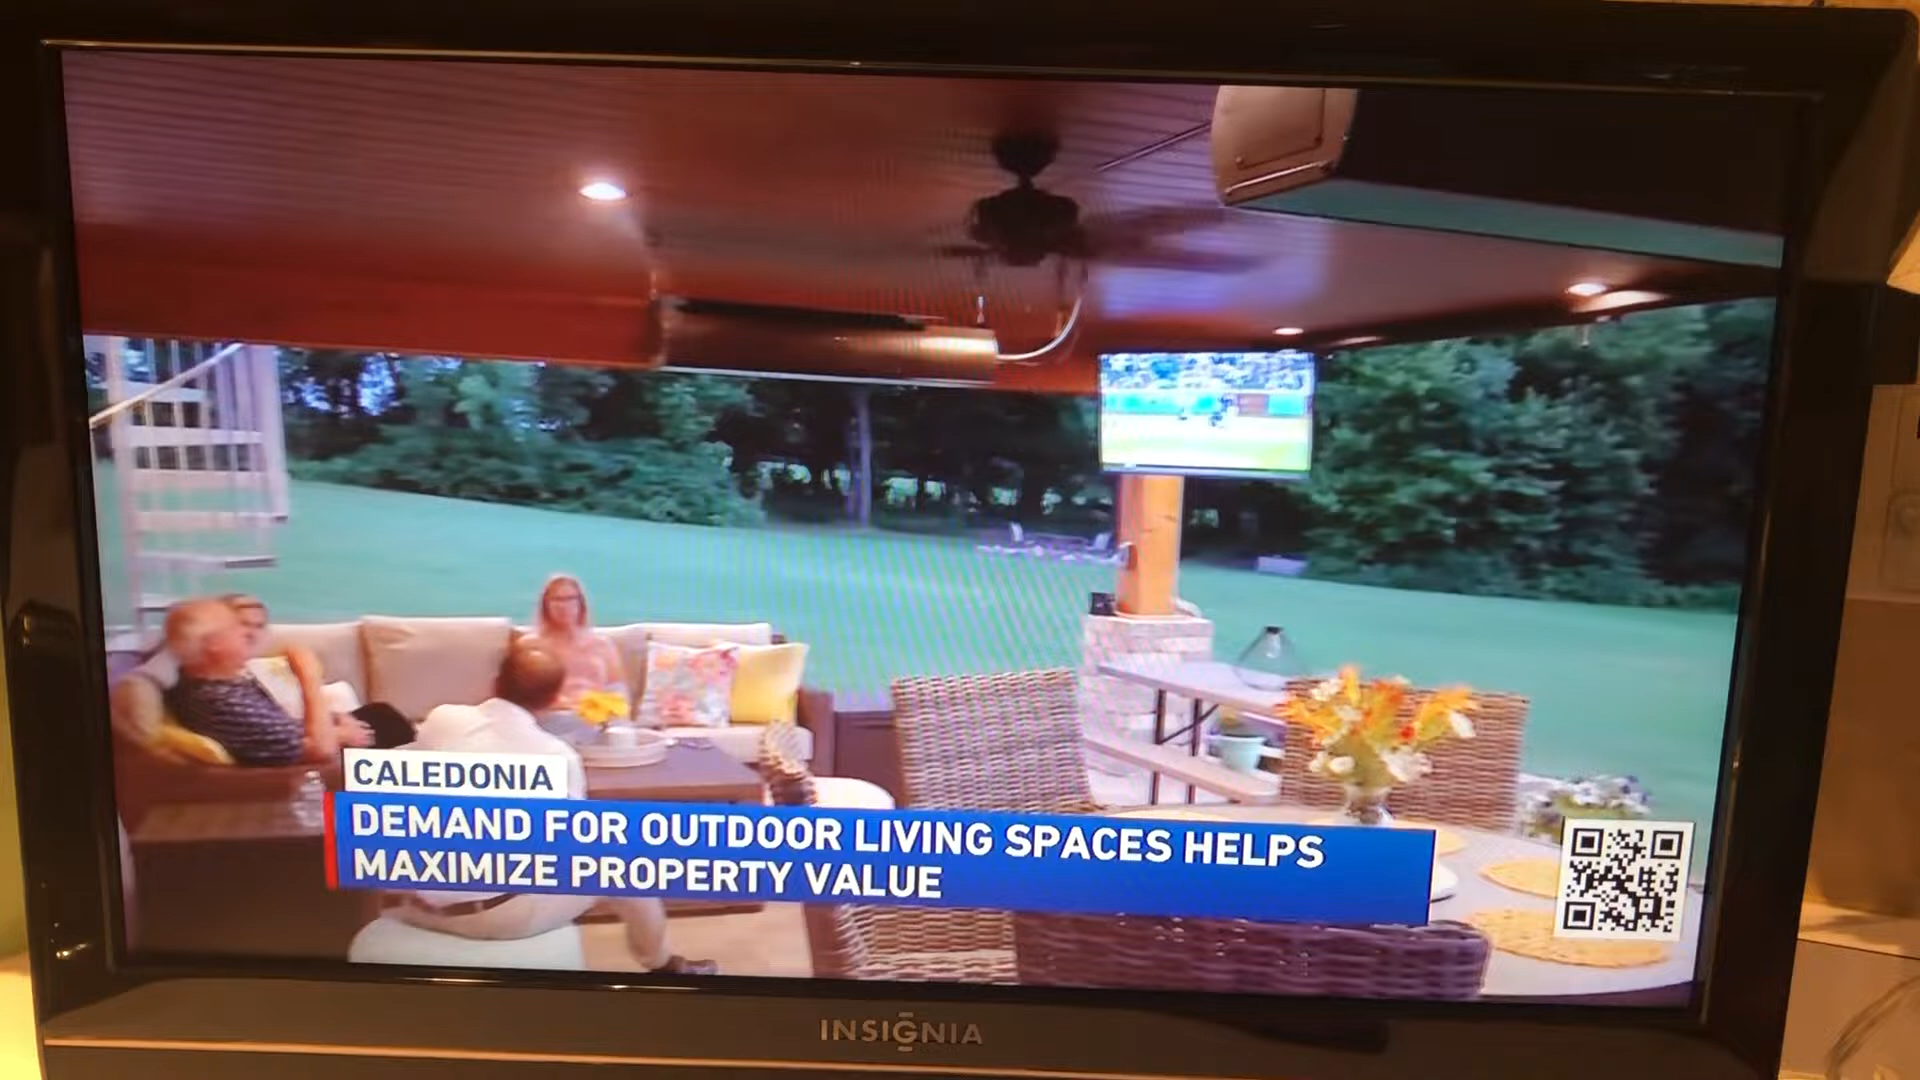 CALEDONIA
DEMAND FOR OUTDOOR LIVING SPACES HELPS
MAXIMIZE PROPERTY VALUE
INSIGNIA